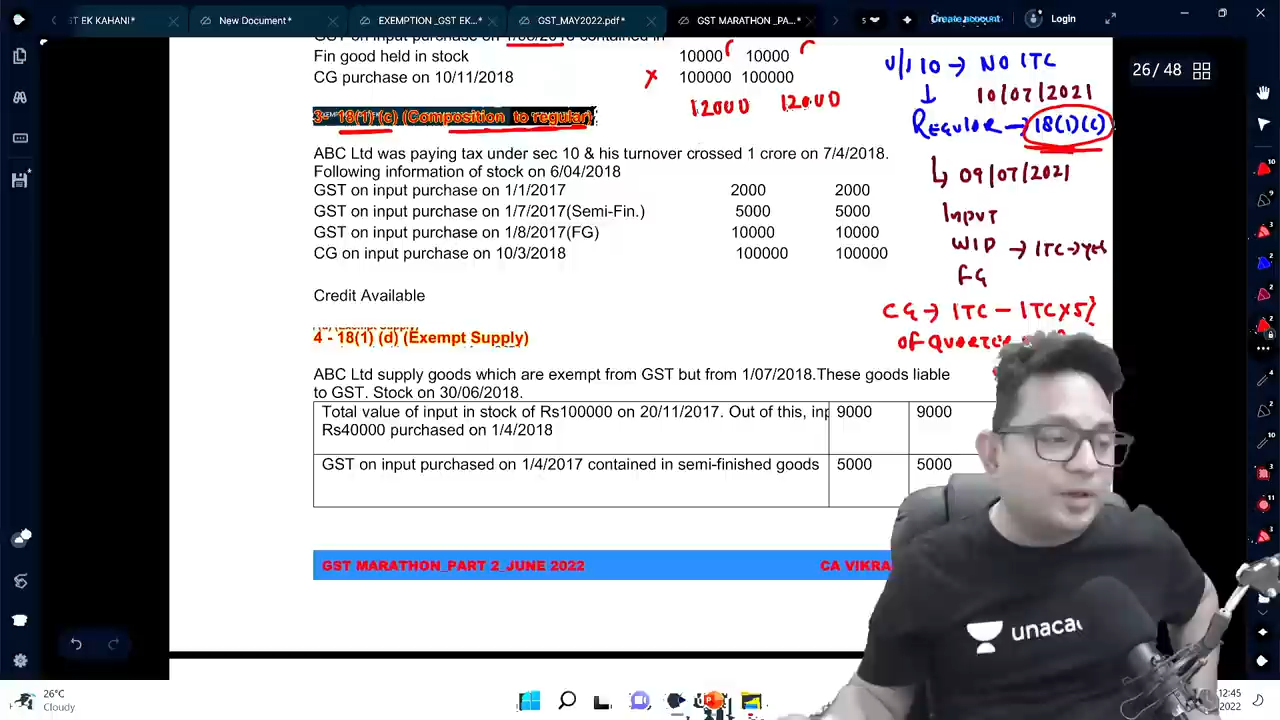 ST EK KAHANI*
New Document*
EXEMPTION _GST EK...*
GST_MAY2022.pdf*
GST MARATHON _PA...*
5
Create account
Login
26/48
Fin good held in stock 10000 10000
CG purchase on 10/11/2018 100000 100000
12000 12000
U/S 10 → NO ITC
10/07/2021
REGULAR → 18(1)(c)
3- 18(1) (c) (Composition to regular)
ABC Ltd was paying tax under sec 10 & his turnover crossed 1 crore on 7/4/2018.
Following information of stock on 6/04/2018
GST on input purchase on 1/1/2017 2000 2000
GST on input purchase on 1/7/2017(Semi-Fin.) 5000 5000
GST on input purchase on 1/8/2017(FG) 10000 10000
CG on input purchase on 10/3/2018 100000 100000
09/07/2021
Input
WIP → ITC → yes
FG
CG → ITC - ITC x 5%
of Quarter
Credit Available
4 - 18(1) (d) (Exempt Supply)
ABC Ltd supply goods which are exempt from GST but from 1/07/2018.These goods liable
to GST. Stock on 30/06/2018.
Total value of input in stock of Rs100000 on 20/11/2017. Out of this, inp 9000 9000
Rs40000 purchased on 1/4/2018
GST on input purchased on 1/4/2017 contained in semi-finished goods 5000 5000
GST MARATHON_PART 2_JUNE 2022 CA VIKRA
unaca
26°C
Cloudy
12:45
2022